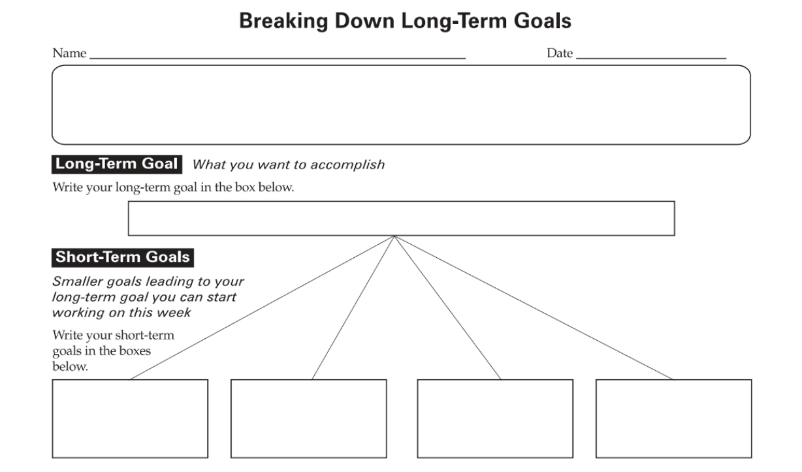 Breaking Down Long-Term Goals
Name Date
Long-Term Goal What you want to accomplish
Write your long-term goal in the box below.
Short-Term Goals
Smaller goals leading to your
long-term goal you can start
working on this week
Write your short-term
goals in the boxes
below.